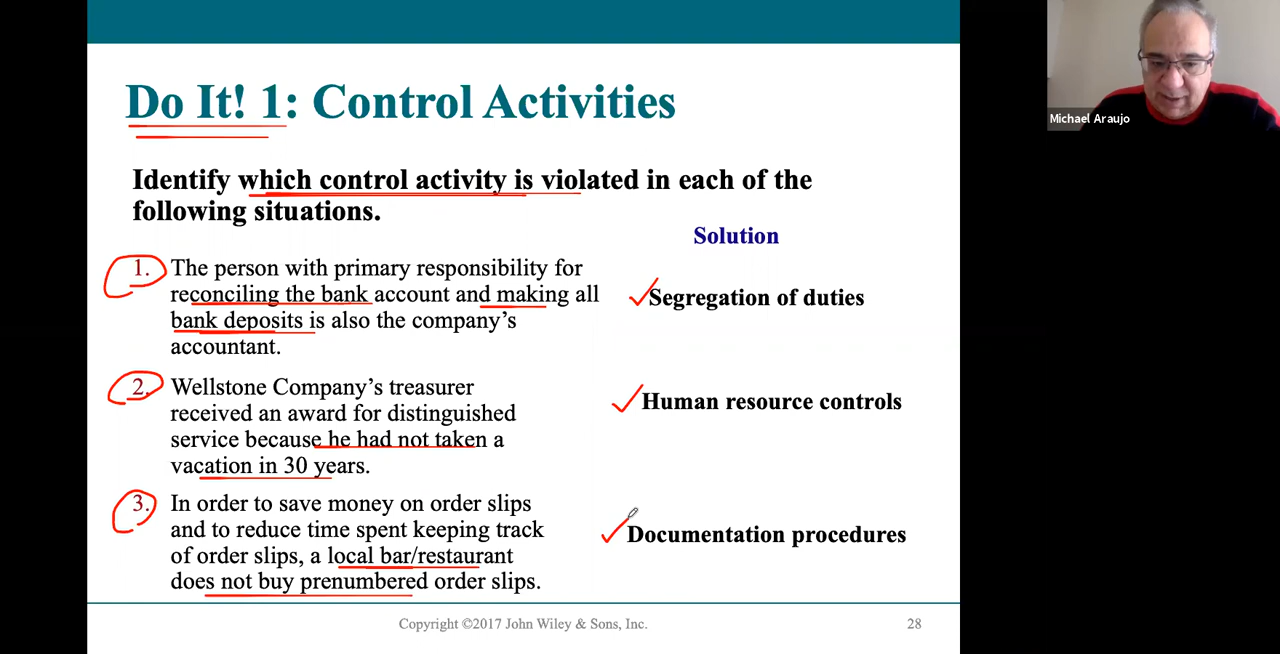 Do It! 1: Control Activities
Michael Araujo
Identify which control activity is violated in each of the
following situations.
Solution
1. The person with primary responsibility for
reconciling the bank account and making all
bank deposits is also the company’s
accountant.
Segregation of duties
2. Wellstone Company’s treasurer
received an award for distinguished
service because he had not taken a
vacation in 30 years.
Human resource controls
3. In order to save money on order slips
and to reduce time spent keeping track
of order slips, a local bar/restaurant
does not buy prenumbered order slips.
Documentation procedures
Copyright ©2017 John Wiley & Sons, Inc.
28